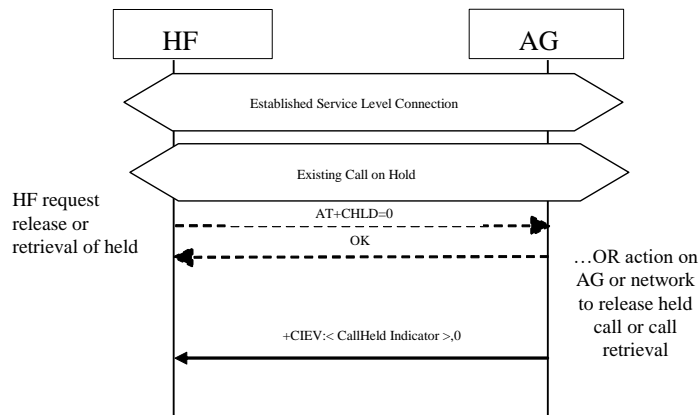 HF
AG
Established Service Level Connection
Existing Call on Hold
HF request
release or
retrieval of held
AT+CHLD=0
OK
…OR action on
AG or network
to release held
call or call
retrieval
+CIEV:< CallHeld Indicator >,0